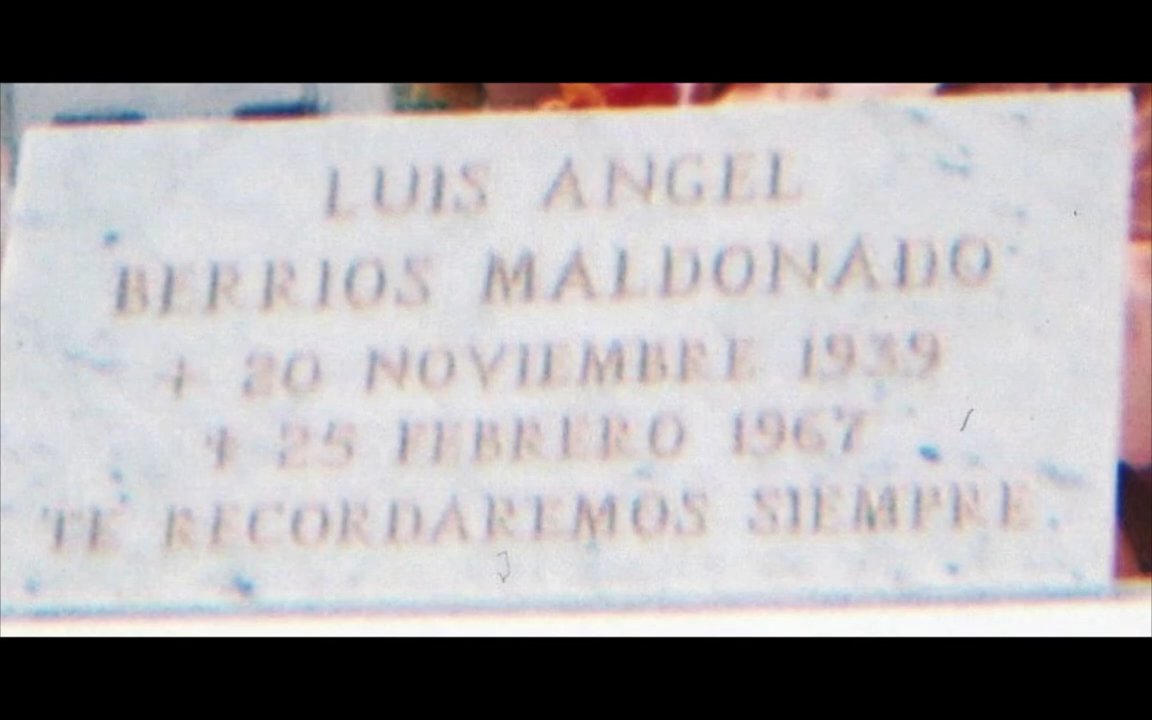 LUIS ANGEL
BERRIOS MALDONADO
+ 20 NOVIEMBRE 1939
+ 25 FEBRERO 1967
TE RECORDAREMOS SIEMPRE.